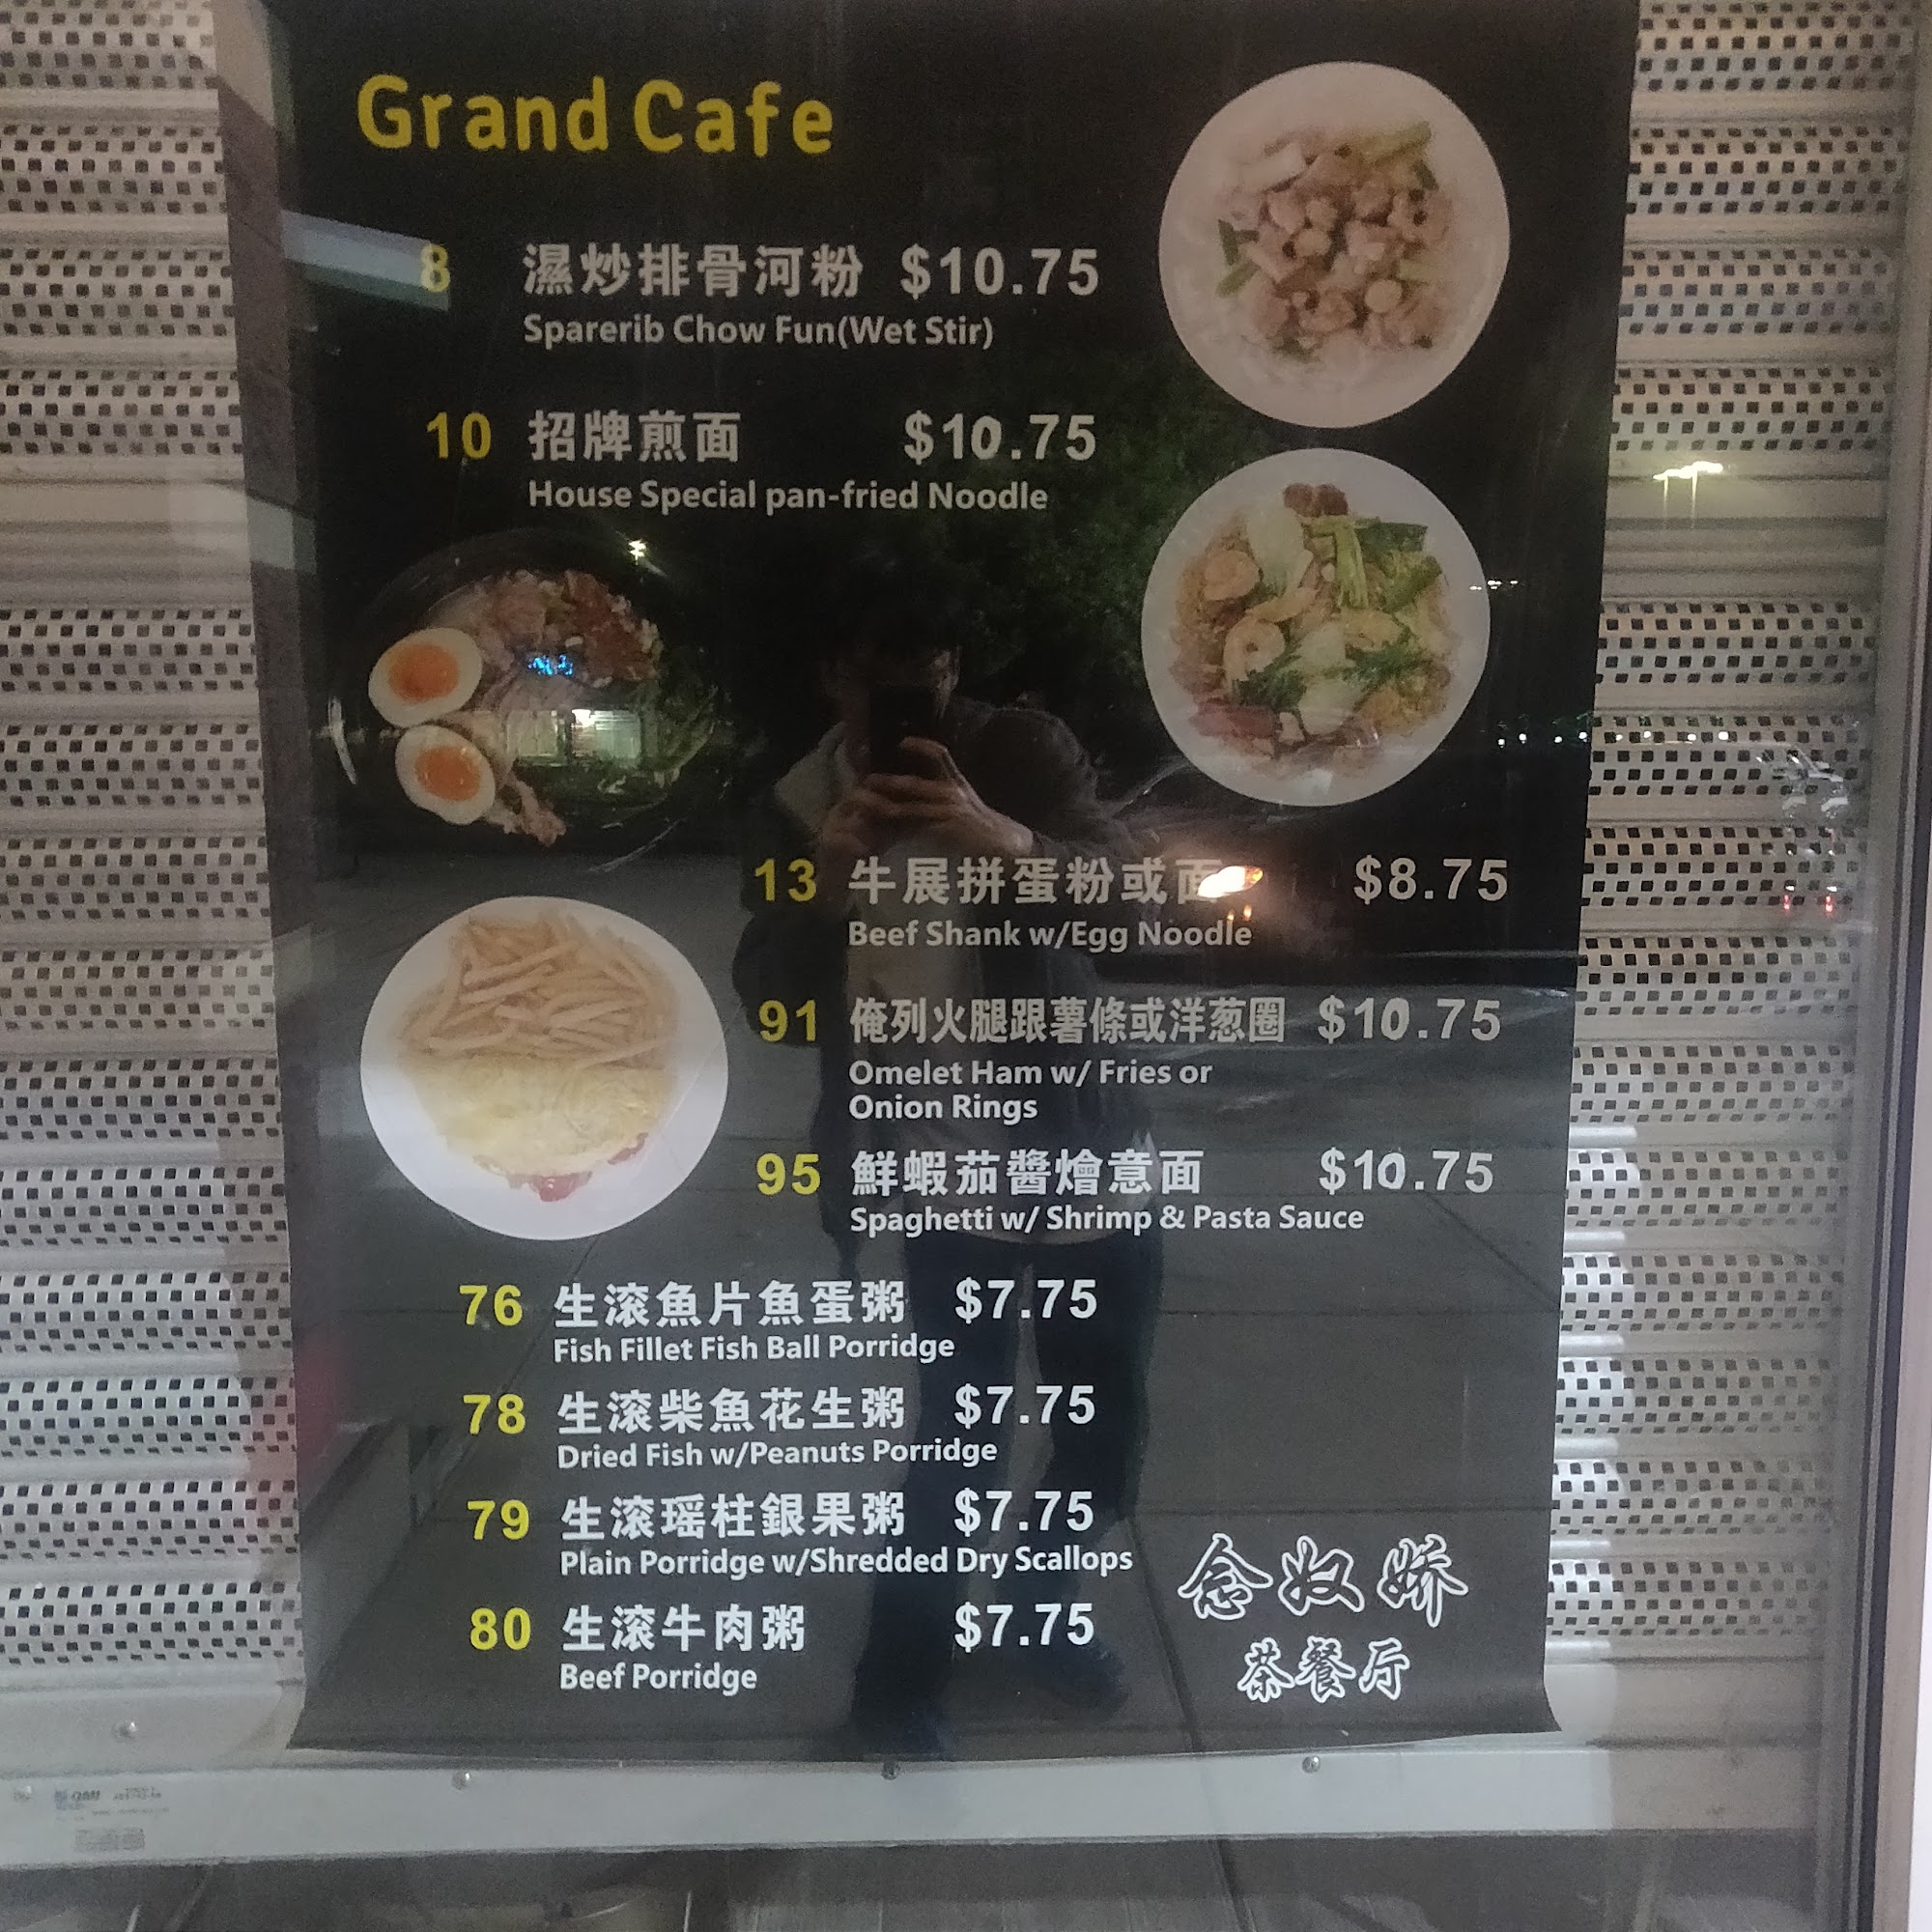 Grand Cafe
8 濕炒排骨河粉 $10.75
Sparerib Chow Fun(Wet Stir)
10 招牌煎面 $10.75
House Special pan-fried Noodle
13 牛展拼蛋粉或面 $8.75
Beef Shank w/Egg Noodle
91 俺列火腿跟薯條或洋葱圈 $10.75
Omelet Ham w/ Fries or
Onion Rings
95 鮮蝦茄醬燴意面 $10.75
Spaghetti w/ Shrimp & Pasta Sauce
76 生滚魚片魚蛋粥 $7.75
Fish Fillet Fish Ball Porridge
78 生滚柴魚花生粥 $7.75
Dried Fish w/Peanuts Porridge
79 生滚瑶柱銀果粥 $7.75
Plain Porridge w/Shredded Dry Scallops
80 生滚牛肉粥 $7.75
Beef Porridge
念奴娇
茶餐厅